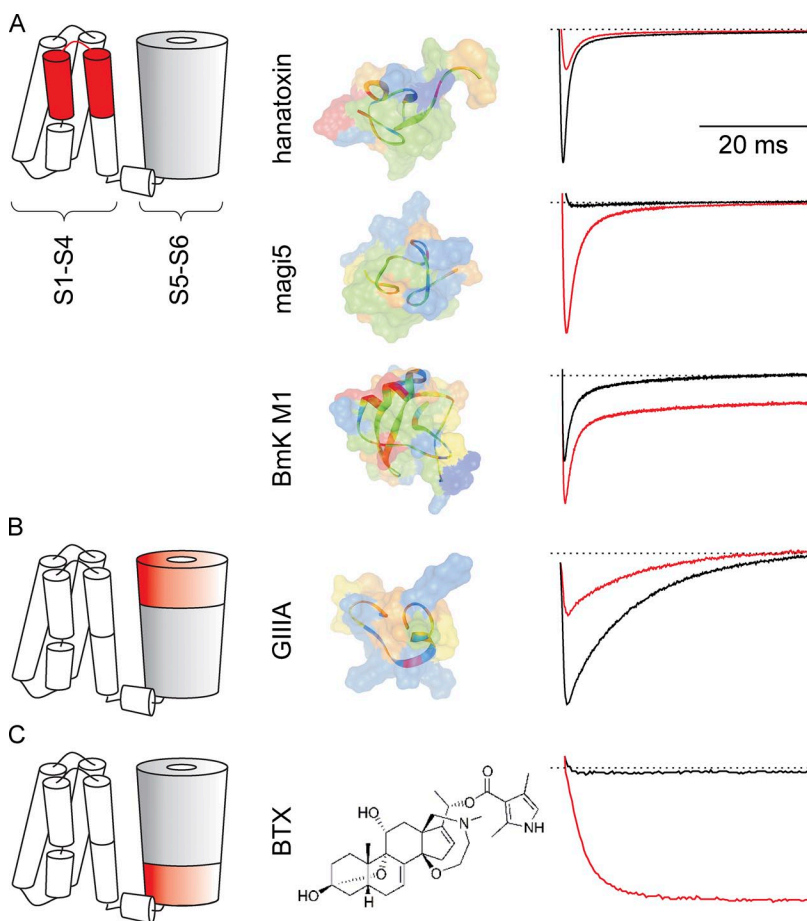 A
S1-S4
S5-S6
hanatoxin
20 ms
magi5
BmK M1
B
GIIIA
C
BTX
O
HO
O
N
NH
O
O
HO
H